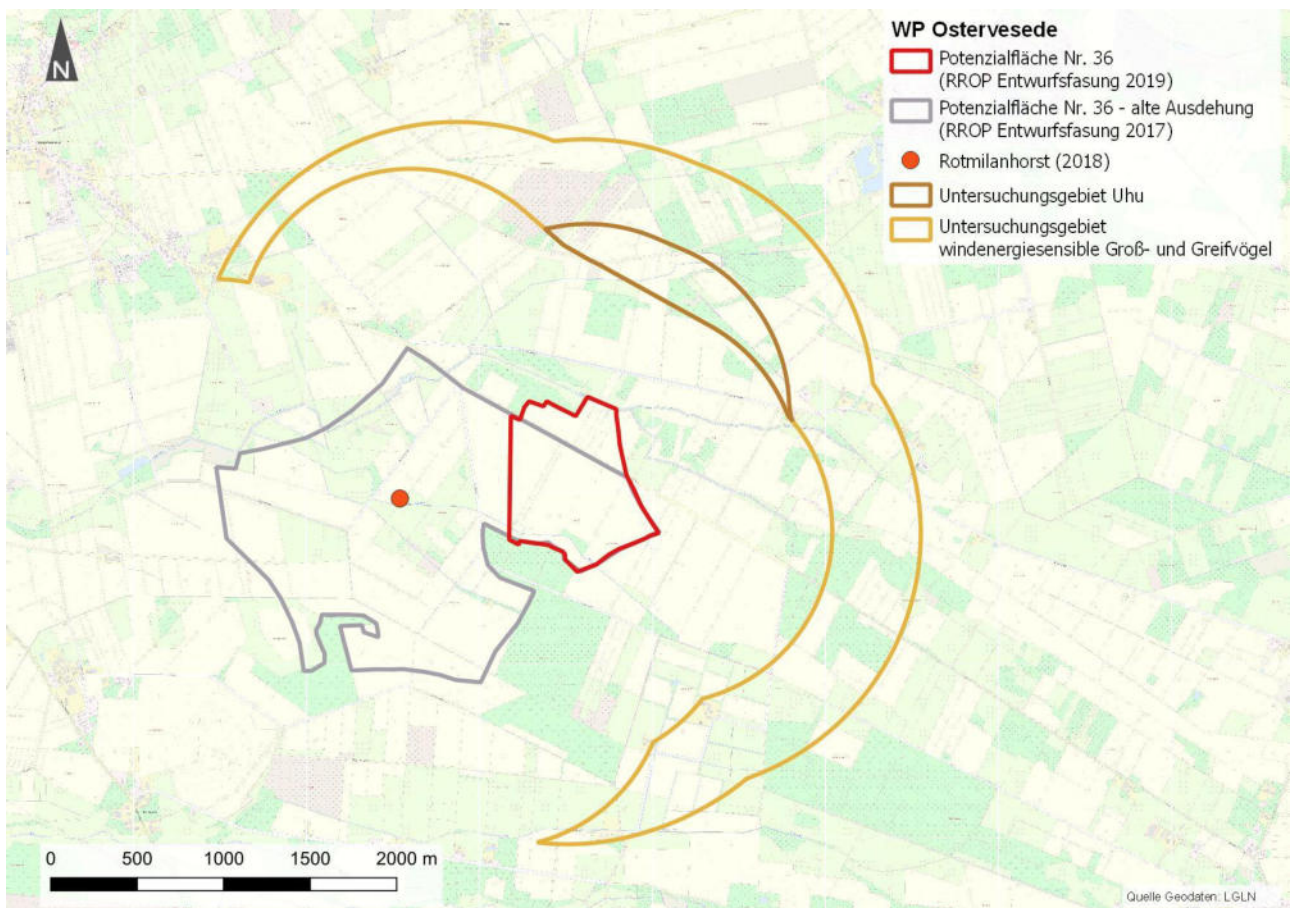 N
WP Ostervesede
Potenzialfläche Nr. 36
(RROP Entwurfsfasung 2019)
Potenzialfläche Nr. 36 - alte Ausdehung
(RROP Entwurfsfasung 2017)
Rotmilanhorst (2018)
Untersuchungsgebiet Uhu
Untersuchungsgebiet
windenergiesensible Groß- und Greifvögel
0 500 1000 1500 2000 m
Quelle Geodaten: LGLN